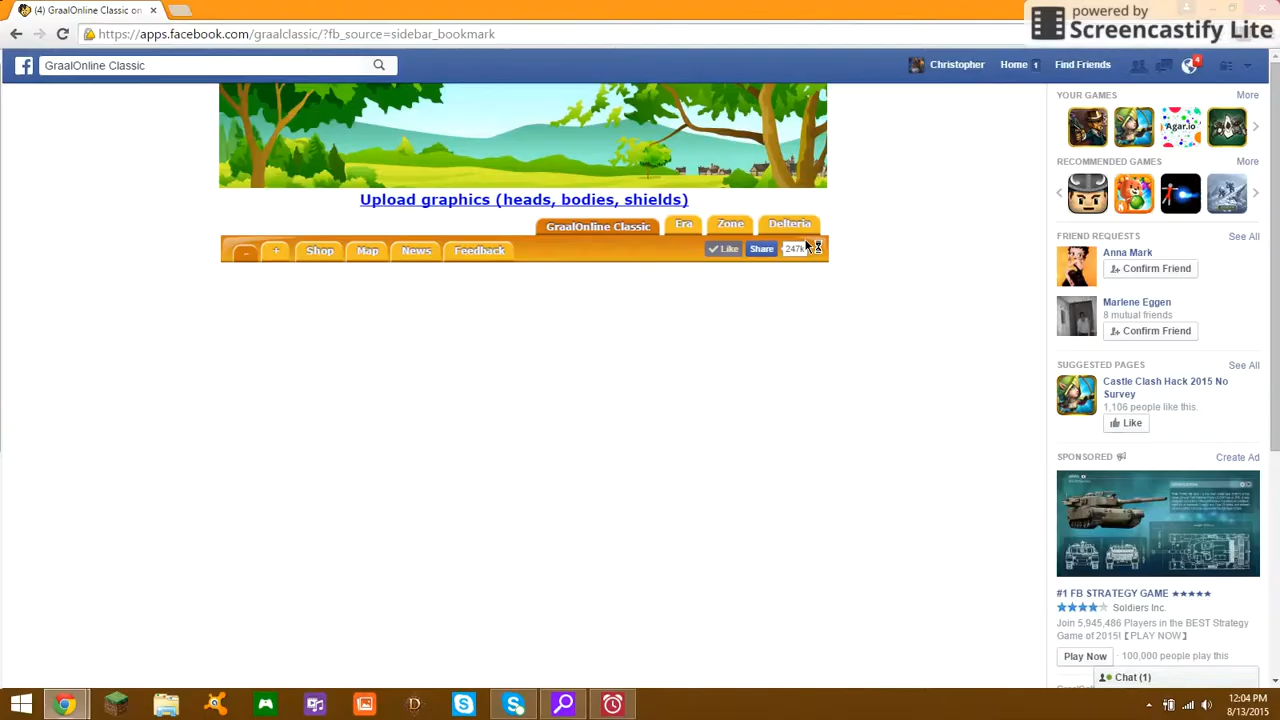 (4) GraalOnline Classic on
powered by
Screencastify Lite
https://apps.facebook.com/graalclassic/?fb_source=sidebar_bookmark
GraalOnline Classic
Christopher
Home 1
Find Friends
4
YOUR GAMES
More
Agar.io
RECOMMENDED GAMES
More
Upload graphics (heads, bodies, shields)
GraalOnline Classic
Era
Zone
Delteria
-
+
Shop
Map
News
Feedback
Like
Share
247k
FRIEND REQUESTS
See All
Anna Mark
Confirm Friend
Marlene Eggen
8 mutual friends
Confirm Friend
SUGGESTED PAGES
See All
Castle Clash Hack 2015 No
Survey
1,106 people like this.
Like
SPONSORED
Create Ad
#1 FB STRATEGY GAME ★★★★★
Soldiers Inc.
Join 5,945,486 Players in the BEST Strategy
Game of 2015! 【PLAY NOW】
Play Now
· 100,000 people play this
Chat (1)
12:04 PM
8/13/2015